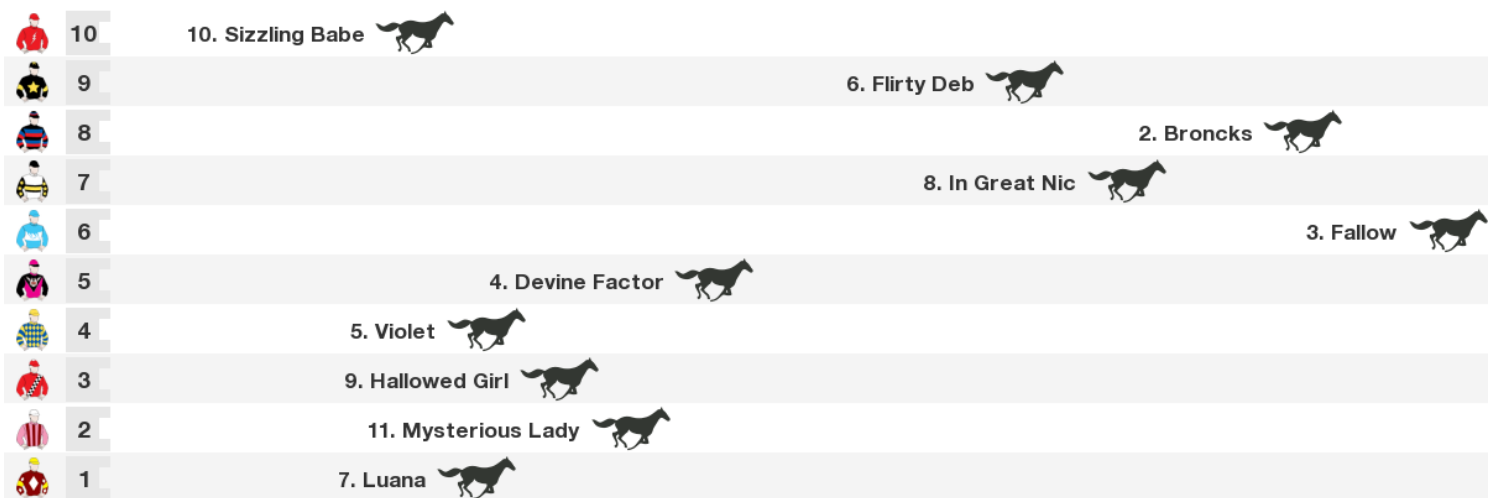 10 10. Sizzling Babe
9 6. Flirty Deb
8 2. Broncks
7 8. In Great Nic
6 3. Fallow
5 4. Devine Factor
4 5. Violet
3 9. Hallowed Girl
2 11. Mysterious Lady
1 7. Luana